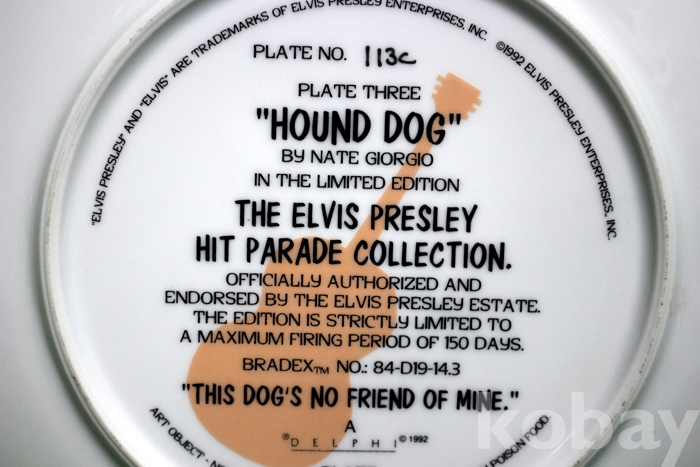 "ELVIS PRESLEY" AND "ELVIS" ARE TRADEMARKS OF ELVIS PRESLEY ENTERPRISES, INC.
©1992 ELVIS PRESLEY ENTERPRISES, INC.
PLATE NO. 113C
PLATE THREE
"HOUND DOG"
BY NATE GIORGIO
IN THE LIMITED EDITION
THE ELVIS PRESLEY
HIT PARADE COLLECTION.
OFFICIALLY AUTHORIZED AND
ENDORSED BY THE ELVIS PRESLEY ESTATE.
THE EDITION IS STRICTLY LIMITED TO
A MAXIMUM FIRING PERIOD OF 150 DAYS.
BRADEX™ NO.: 84-D19-14.3
"THIS DOG'S NO FRIEND OF MINE."
A
®DELPHI ©1992
ART OBJECT -
POISON FOOD
kobay